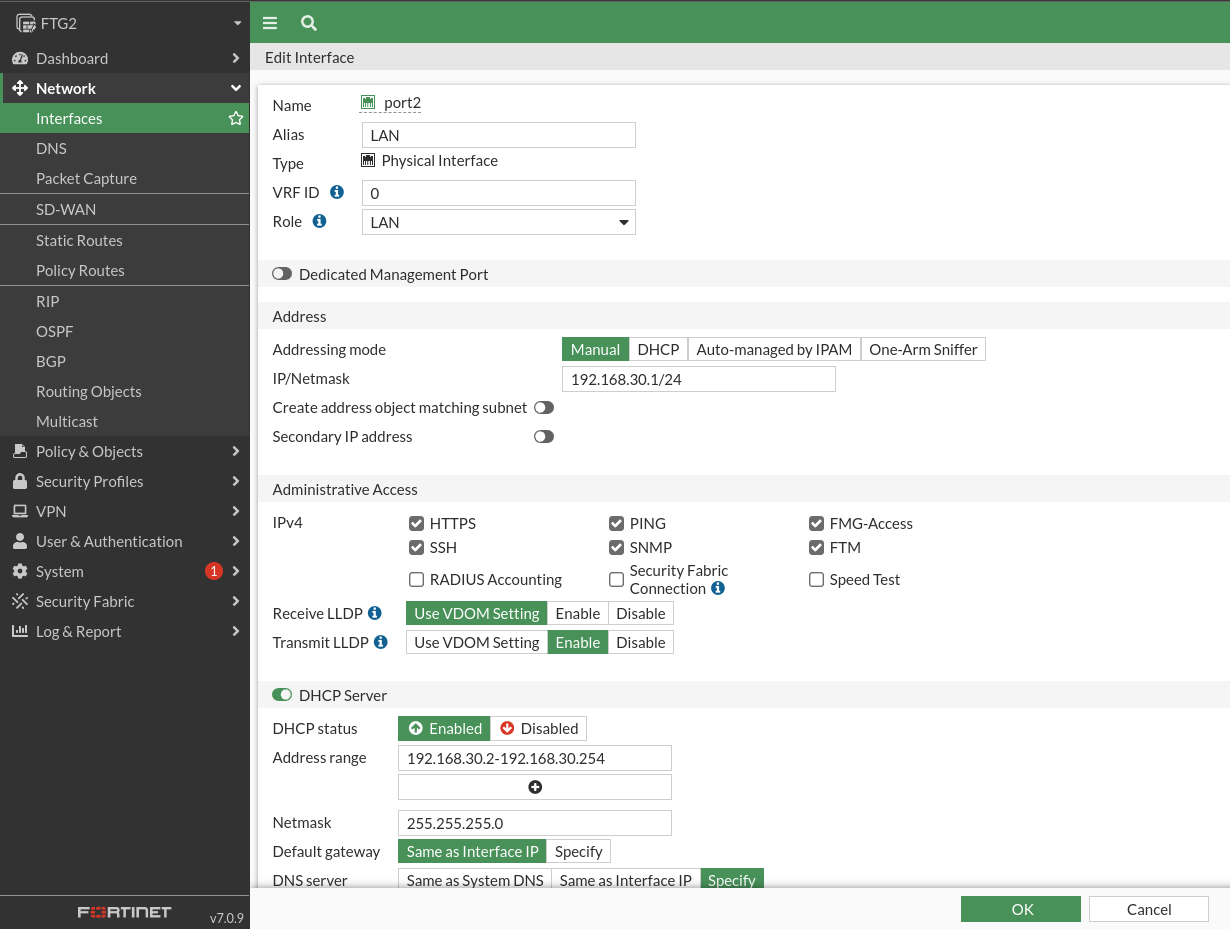 FTG2
Dashboard
Network
Interfaces
DNS
Packet Capture
SD-WAN
Static Routes
Policy Routes
RIP
OSPF
BGP
Routing Objects
Multicast
Policy & Objects
Security Profiles
VPN
User & Authentication
System 1
Security Fabric
Log & Report
FORTINET v7.0.9
Edit Interface
Name port2
Alias LAN
Type Physical Interface
VRF ID 0
Role LAN
Dedicated Management Port
Address
Addressing mode Manual DHCP Auto-managed by IPAM One-Arm Sniffer
IP/Netmask 192.168.30.1/24
Create address object matching subnet
Secondary IP address
Administrative Access
IPv4 HTTPS PING FMG-Access
SSH SNMP FTM
RADIUS Accounting Security Fabric Connection Speed Test
Receive LLDP Use VDOM Setting Enable Disable
Transmit LLDP Use VDOM Setting Enable Disable
DHCP Server
DHCP status Enabled Disabled
Address range 192.168.30.2-192.168.30.254
Netmask 255.255.255.0
Default gateway Same as Interface IP Specify
DNS server Same as System DNS Same as Interface IP Specify
OK Cancel